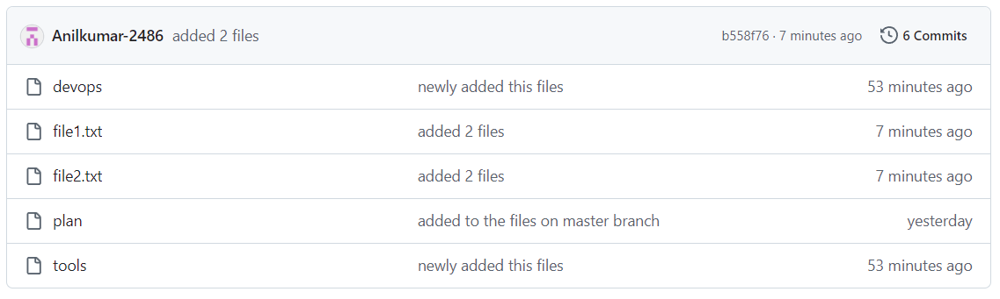 Anilkumar-2486 added 2 files b558f76 · 7 minutes ago 6 Commits
devops newly added this files 53 minutes ago
file1.txt added 2 files 7 minutes ago
file2.txt added 2 files 7 minutes ago
plan added to the files on master branch yesterday
tools newly added this files 53 minutes ago